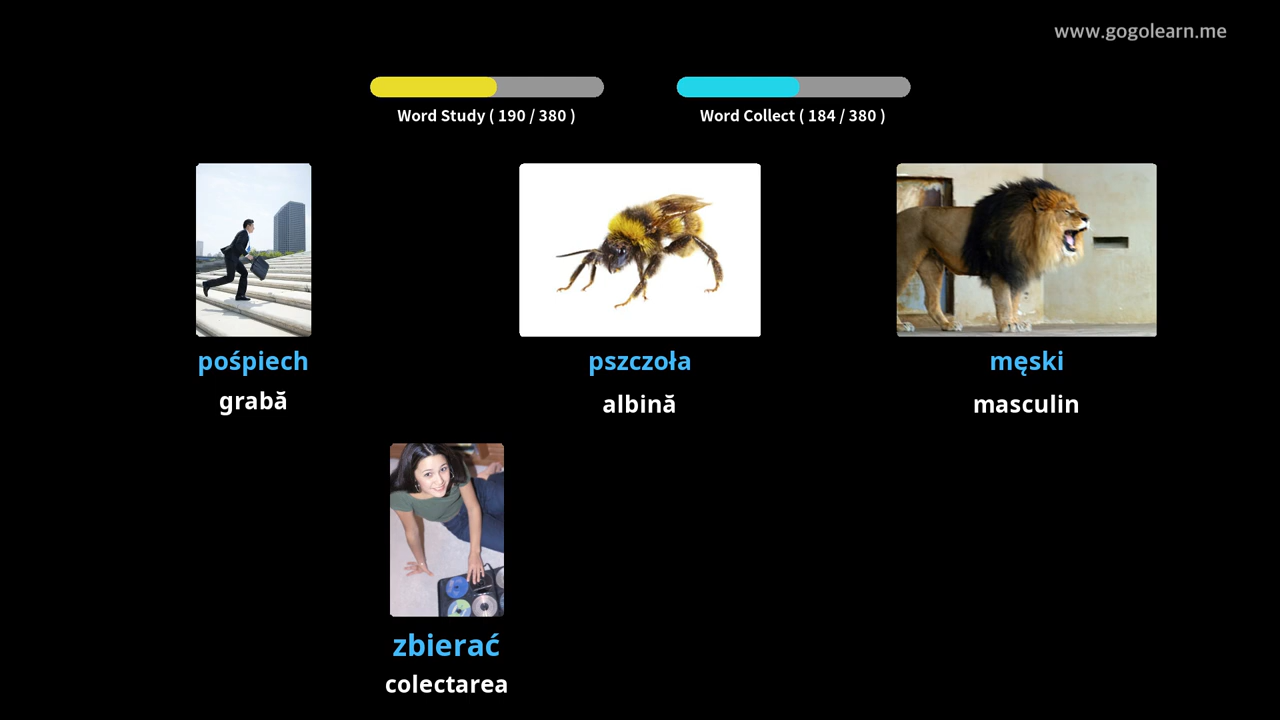 www.gogolearn.me
Word Study ( 190 / 380 )
Word Collect ( 184 / 380 )
pośpiech
grabă
pszczoła
albină
męski
masculin
zbierać
colectarea